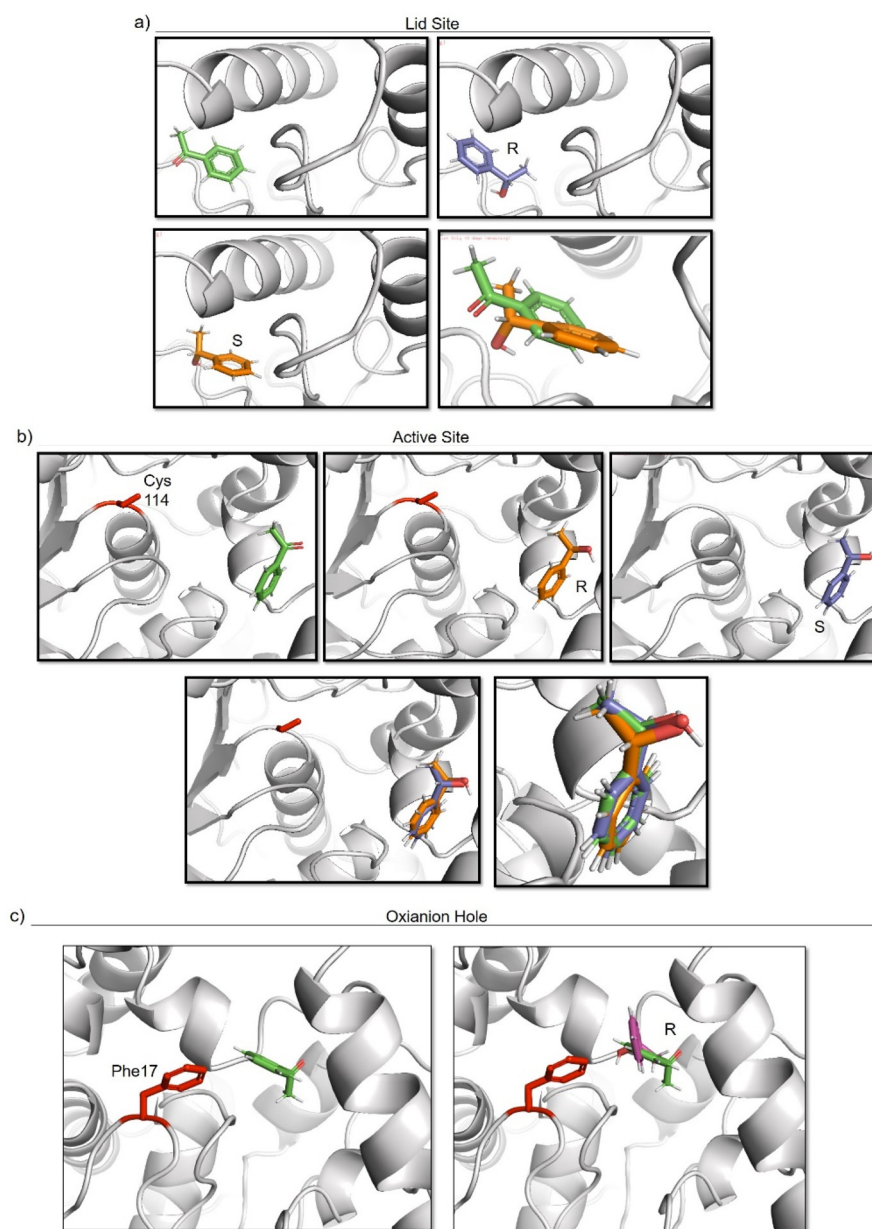 a)
Lid Site
R
S
b)
Active Site
Cys
114
R
S
c)
Oxianion Hole
Phe17
R